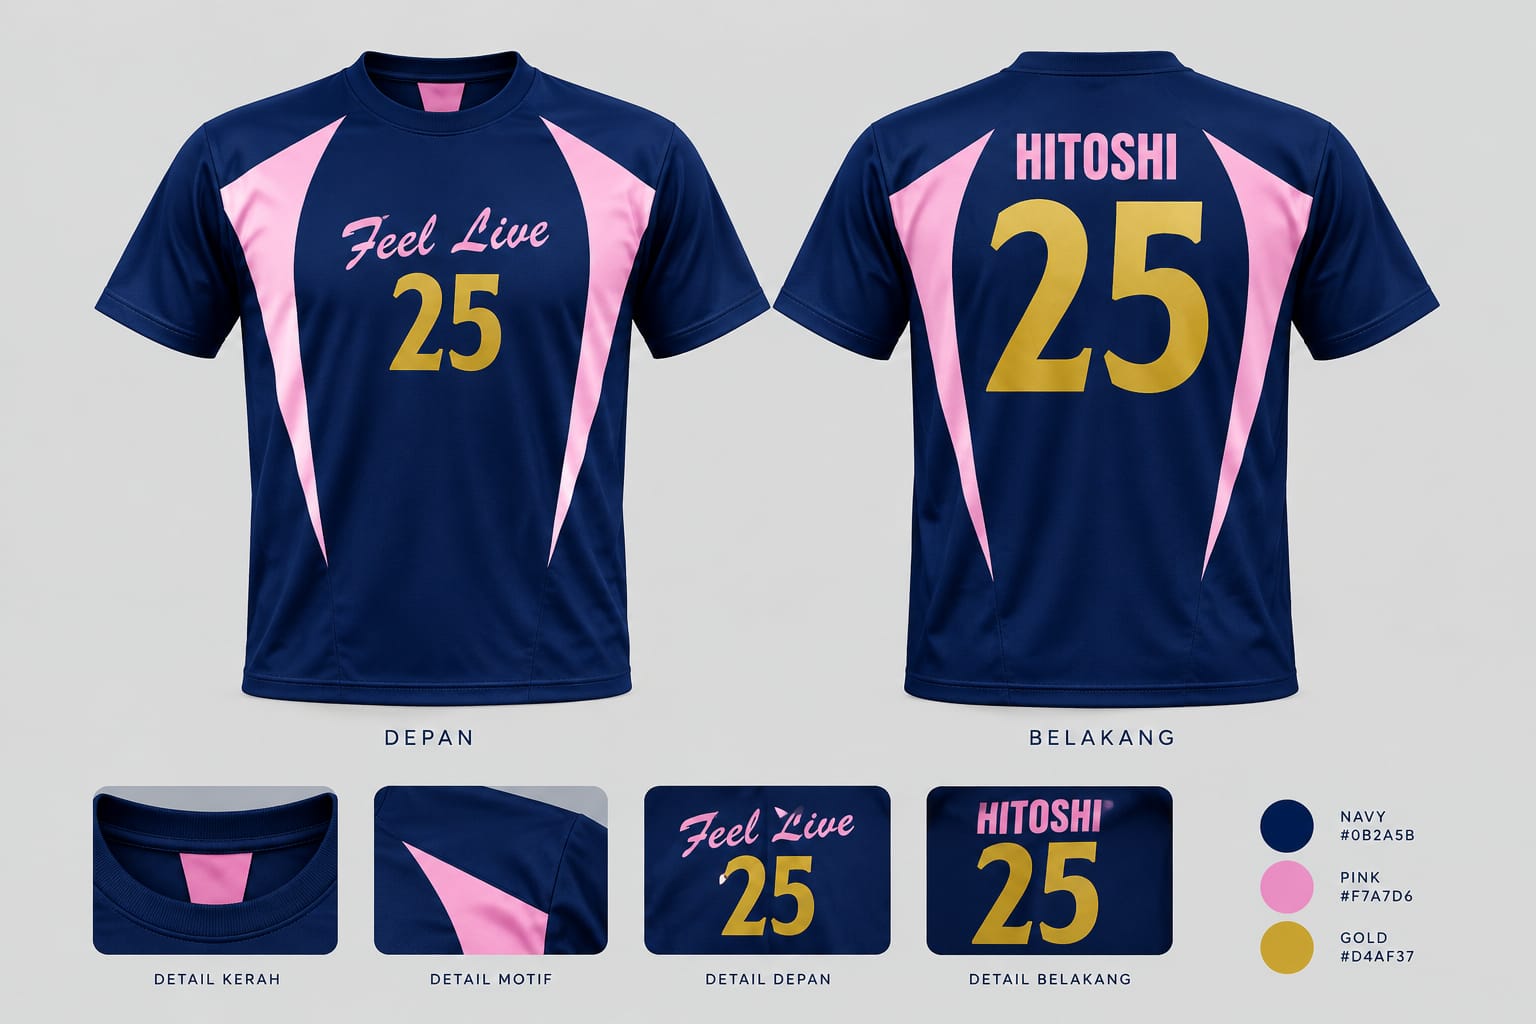 Feel Live
25
HITOSHI
25
DEPAN
BELAKANG
Feel Live
25
HITOSHI
25
DETAIL KERAH
DETAIL MOTIF
DETAIL DEPAN
DETAIL BELAKANG
NAVY
#0B2A5B
PINK
#F7A7D6
GOLD
#D4AF37